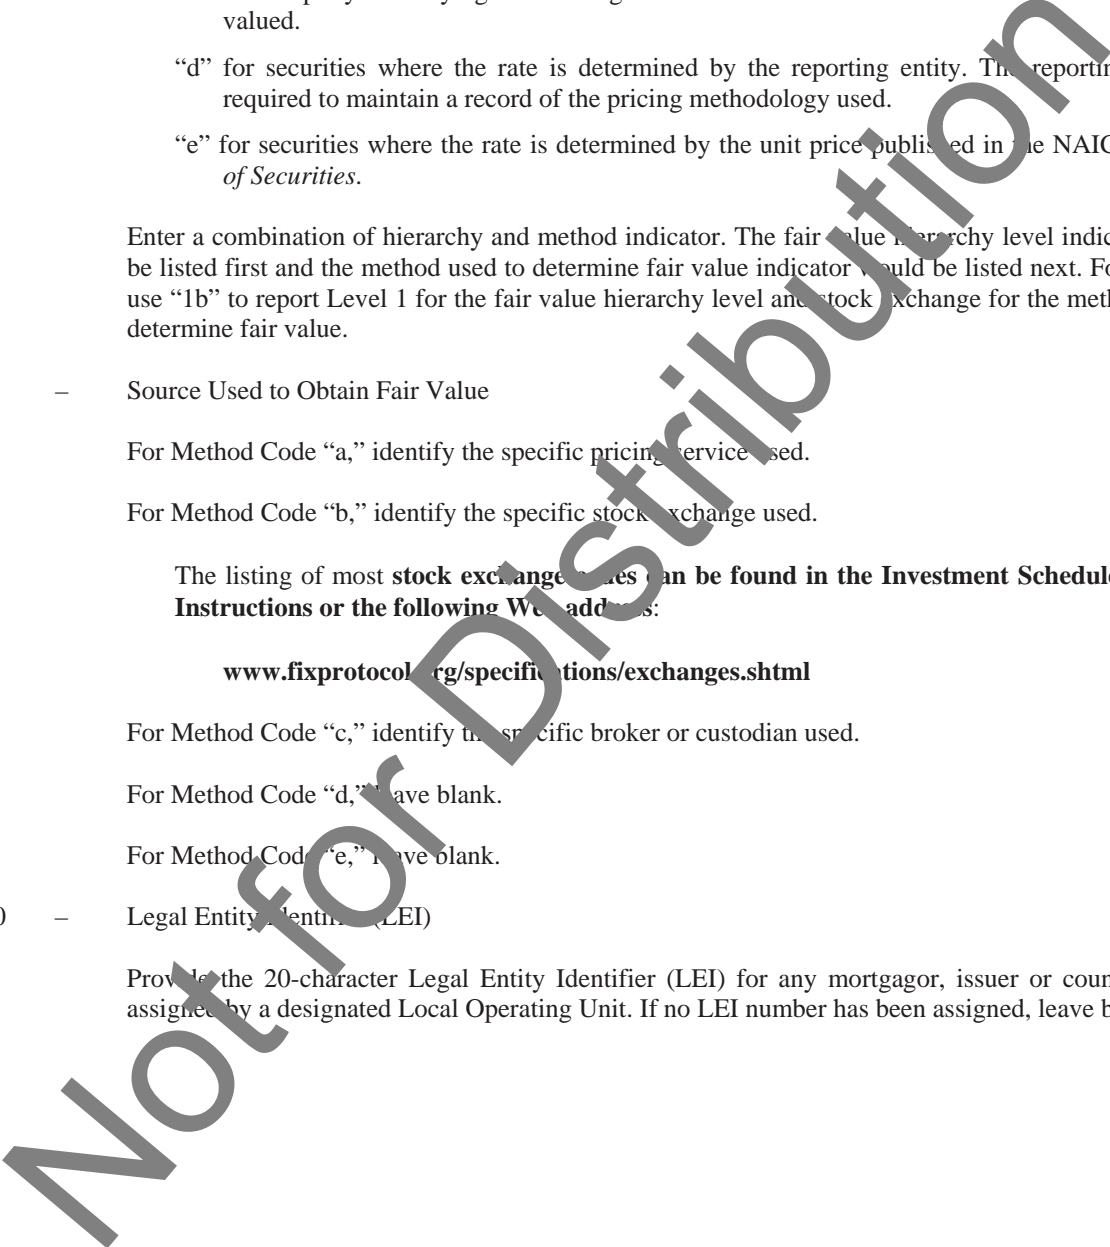 valued.
“d” for securities where the rate is determined by the reporting entity. The
required to maintain a record of the pricing methodology used.
“e” for securities where the rate is determined by the unit price published in the
of Securities.
Enter a combination of hierarchy and method indicator. The fair value hierarchy level
be listed first and the method used to determine fair value indicator would be listed next.
use “1b” to report Level 1 for the fair value hierarchy level and stock exchange for the
determine fair value.
– Source Used to Obtain Fair Value
For Method Code “a,” identify the specific pricing service used.
For Method Code “b,” identify the specific stock exchange used.
The listing of most stock exchange codes can be found in the Investment
Instructions or the following Web address:
www.fixprotocol.org/specifications/exchanges.shtml
For Method Code “c,” identify the specific broker or custodian used.
For Method Code “d,” leave blank.
For Method Code “e,” leave blank.
– Legal Entity Identifier (LEI)
Provide the 20-character Legal Entity Identifier (LEI) for any mortgagor, issuer or
assigned by a designated Local Operating Unit. If no LEI number has been assigned, leave
Not for Distribution